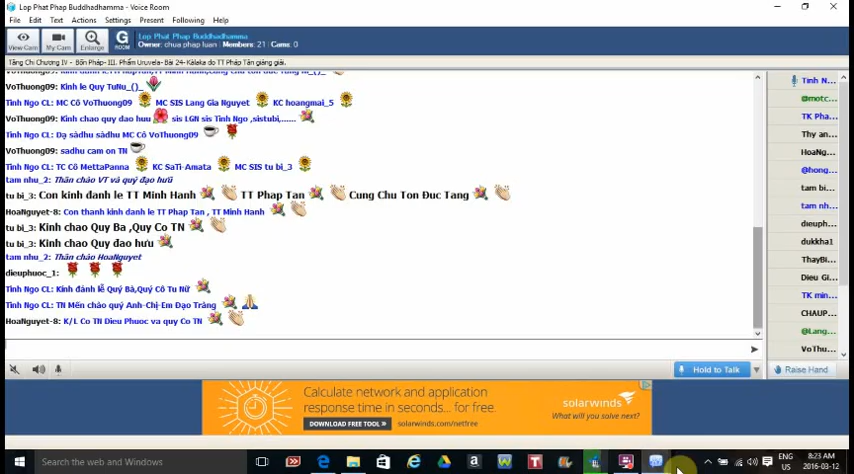 Lop Phat Phap Buddhadhamma - Voice Room
File Edit Text Actions Settings Present Following Help
View Cam My Cam Enlarge G ROOM
Lop Phat Phap Buddhadhamma
Owner: chua phap luan | Members: 21 | Cams: 0
Tăng Chi Chương IV - Bốn Pháp- III. Phẩm Uruvela- Bài 24- Kàlaka do TT Pháp Tân giảng.
VoThuong09: Kinh le Quy TuNu_()_
Tinh Ngo CL: MC Cô VoThuong09 MC SIS Lang Gia Nguyet KC hoangmai_5
VoThuong09: Kinh chao quy dao huu sis LGN sis Tinh Ngo ,sistubi,......
Tinh Ngo CL: Dạ sàdhu sàdhu MC Cô VoThuong09
VoThuong09: sadhu cam on TN
Tinh Ngo CL: TC Cô MettaPanna KC SaTi-Amata MC SIS tu bi_3
tam nhu_2: Thân chào VT và quý đạo hữu
tu bi_3: Con kinh đanh le TT Minh Hanh TT Phap Tan Cung Chu Ton Đuc Tang
HoaNguyet-8: Con thanh kinh danh le TT Phap Tan , TT Minh Hanh
tu bi_3: Kinh chao Quy Ba ,Quy Co TN
tu bi_3: Kinh chao Quy đao hưu
tam nhu_2: Thân chào HoaNguyet
dieuphuoc_1:
Tinh Ngo CL: Kính đảnh lễ Quý Bà,Quý Cô Tu Nữ
Tinh Ngo CL: TN Mến chào quý Anh-Chị-Em Đạo Tràng
HoaNguyet-8: K/L Co TN Dieu Phuoc va quy Co TN
Tinh N...
@motc...
TK Pha...
Thy an...
HoaNg...
@hong...
tam bi...
tam nh...
dieuph...
dukkha1
ThayBi...
Dieu Gi...
TK min...
CHAUP...
@Lang...
VoThu...
Hold to Talk
Raise Hand
Calculate network and application
response time in seconds... for free.
DOWNLOAD FREE TOOL solarwinds.com/netfree
solarwinds
What will you solve next?
Search the web and Windows
ENG
US
8:23 AM
2016-03-12